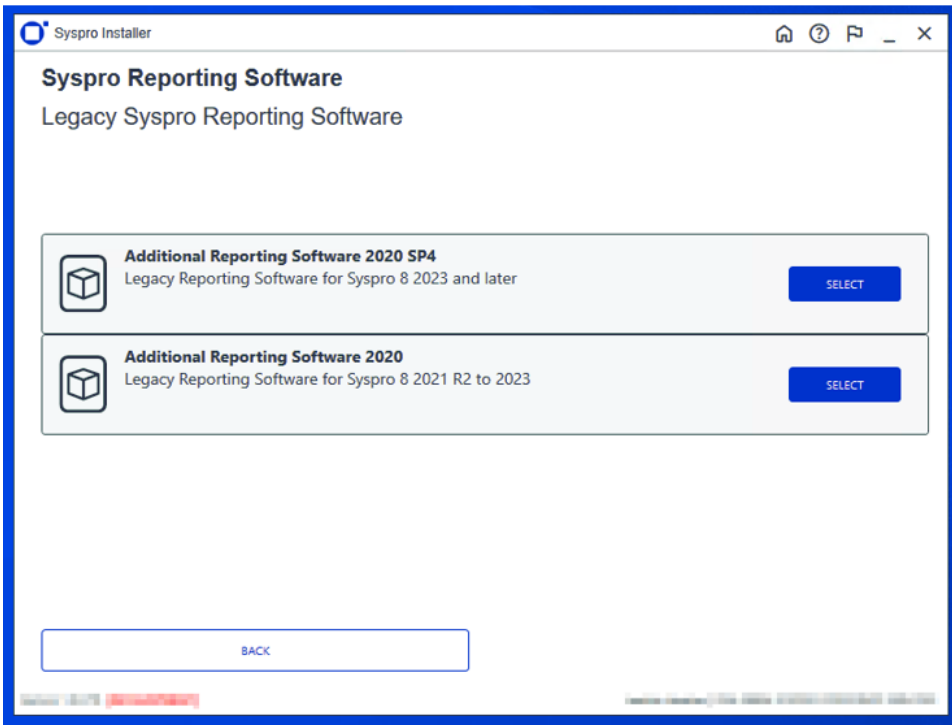 Syspro Installer
Syspro Reporting Software
Legacy Syspro Reporting Software
Additional Reporting Software 2020 SP4
Legacy Reporting Software for Syspro 8 2023 and later
SELECT
Additional Reporting Software 2020
Legacy Reporting Software for Syspro 8 2021 R2 to 2023
SELECT
BACK